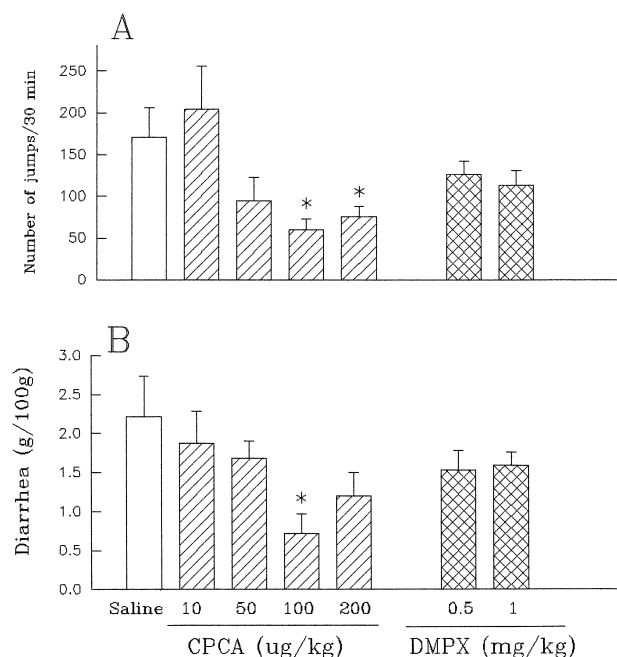 A
Number of jumps/30 min
250
200
150
100
50
0
*
*
B
Diarrhea (g/100g)
3.0
2.5
2.0
1.5
1.0
0.5
0.0
*
Saline 10 50 100 200 0.5 1
CPCA (ug/kg) DMPX (mg/kg)